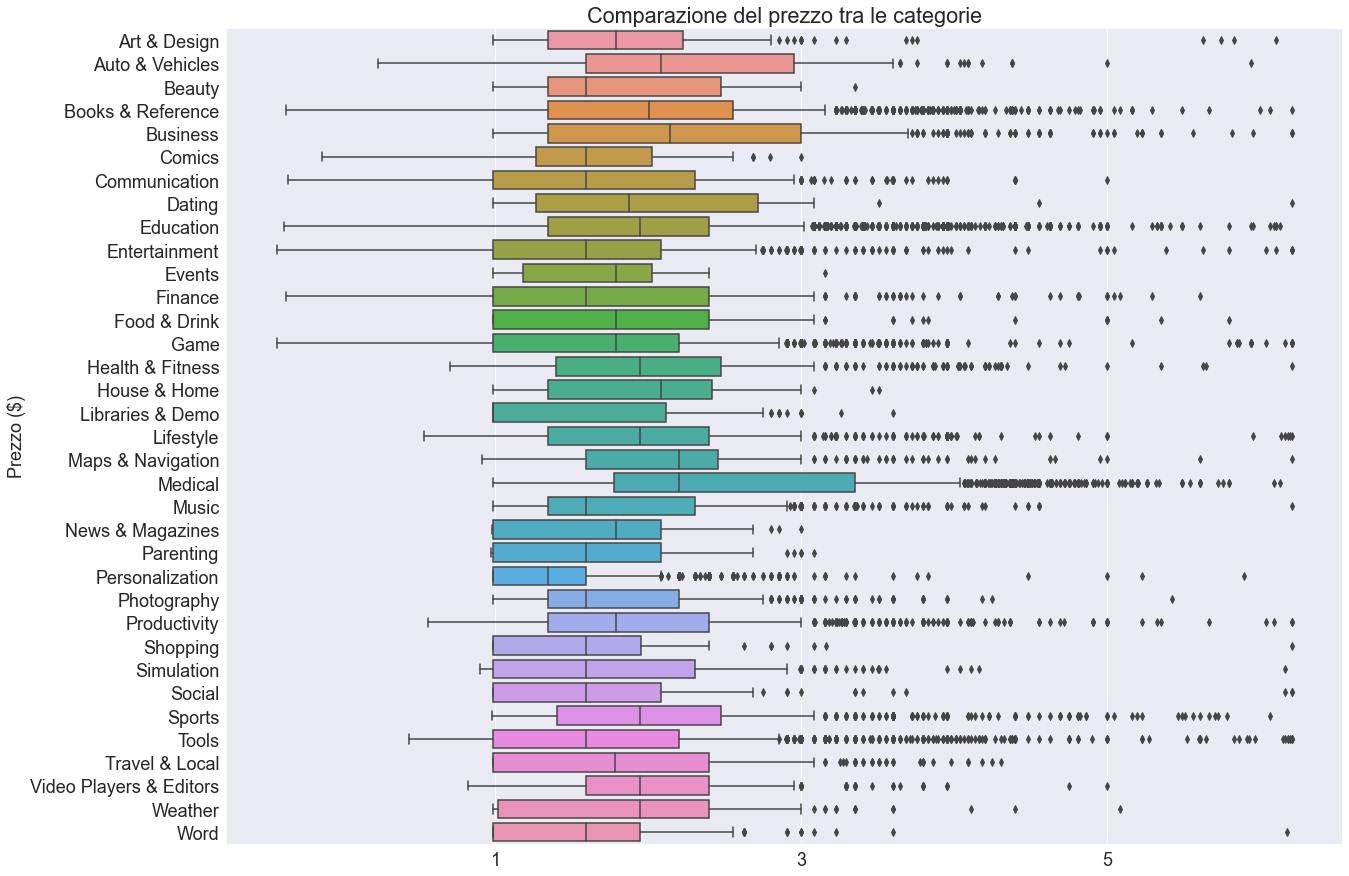 Comparazione del prezzo tra le categorie
Art & Design
Auto & Vehicles
Beauty
Books & Reference
Business
Comics
Communication
Dating
Education
Entertainment
Events
Finance
Food & Drink
Game
Health & Fitness
House & Home
Libraries & Demo
Lifestyle
Maps & Navigation
Medical
Music
News & Magazines
Parenting
Personalization
Photography
Productivity
Shopping
Simulation
Social
Sports
Tools
Travel & Local
Video Players & Editors
Weather
Word
Prezzo ($)
1 3 5